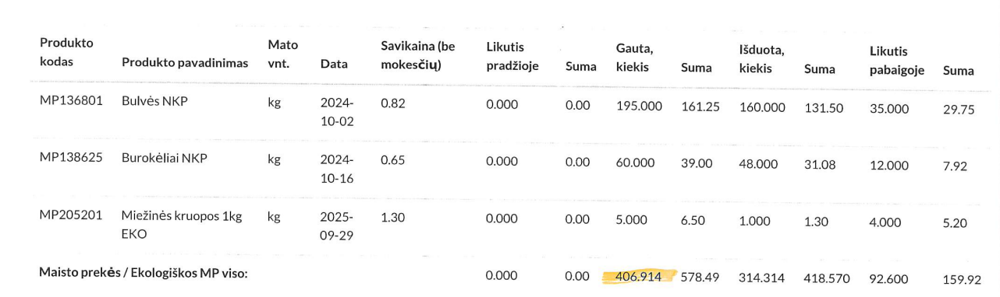 Produkto kodas Produkto pavadinimas Mato vnt. Data Savikaina (be mokesčių) Likutis pradžioje Suma Gauta, kiekis Suma Išduota, kiekis Suma Likutis pabaigoje Suma
MP136801 Bulvės NKP kg 2024-10-02 0.82 0.000 0.00 195.000 161.25 160.000 131.50 35.000 29.75
MP138625 Burokėliai NKP kg 2024-10-16 0.65 0.000 0.00 60.000 39.00 48.000 31.08 12.000 7.92
MP205201 Miežinės kruopos 1kg EKO kg 2025-09-29 1.30 0.000 0.00 5.000 6.50 1.000 1.30 4.000 5.20
Maisto prekės / Ekologiškos MP viso: 0.000 0.00 406.914 578.49 314.314 418.570 92.600 159.92